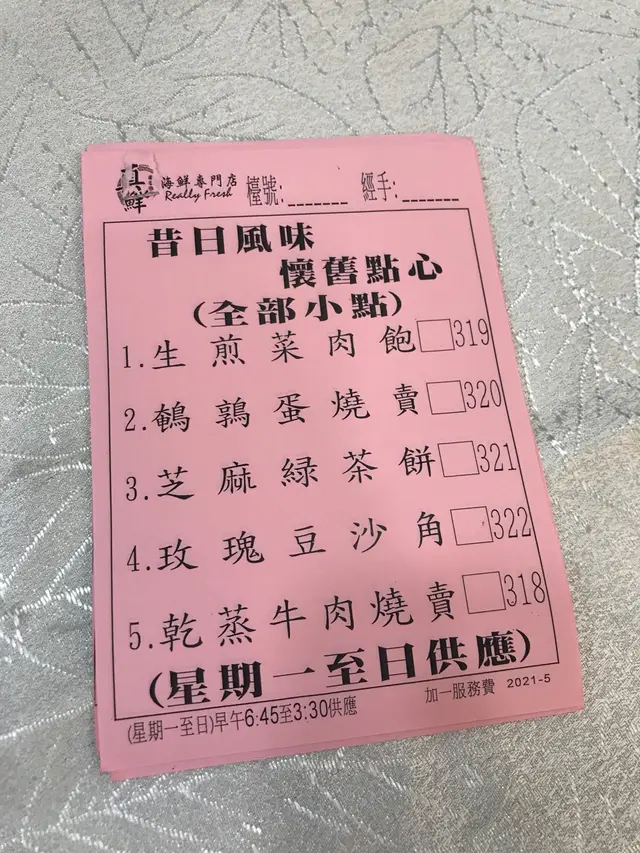 真鮮 海鮮專門店 檯號:_______ 經手:_______
Really Fresh
昔日風味
懷舊點心
(全部小點)
1.生煎菜肉飽 319
2.鵪鶉蛋燒賣 320
3.芝麻緑茶餅 321
4.玫瑰豆沙角 322
5.乾蒸牛肉燒賣 318
(星期一至日供應)
(星期一至日)早午6:45至3:30供應 加一服務費 2021-5